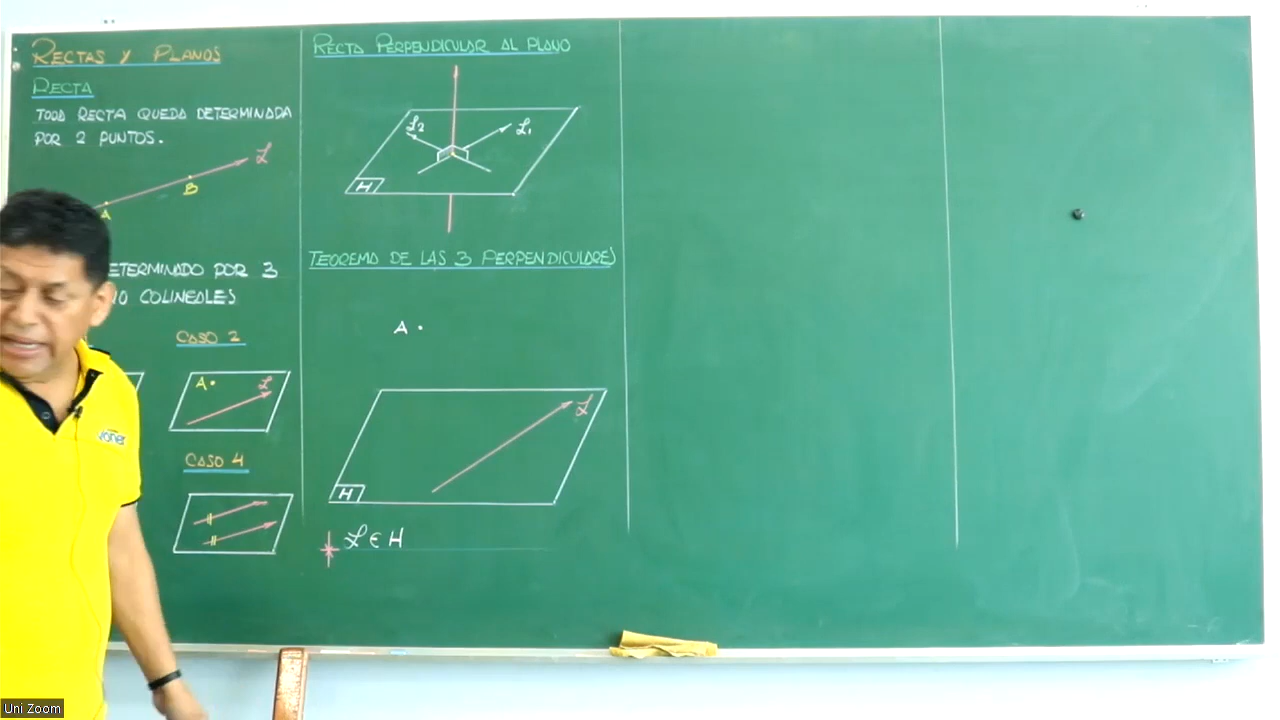 RECTAS Y PLANOS
RECTA
TODA RECTA QUEDA DETERMINADA
POR 2 PUNTOS.
L
B
A
DETERMINADO POR 3
NO COLINEALES
CASO 2
A
L
CASO 4
RECTA PERPENDICULAR AL PLANO
L2
L1
H
TEOREMA DE LAS 3 PERPENDICULARES
A
L
H
L ∈ H
Voner
Uni Zoom